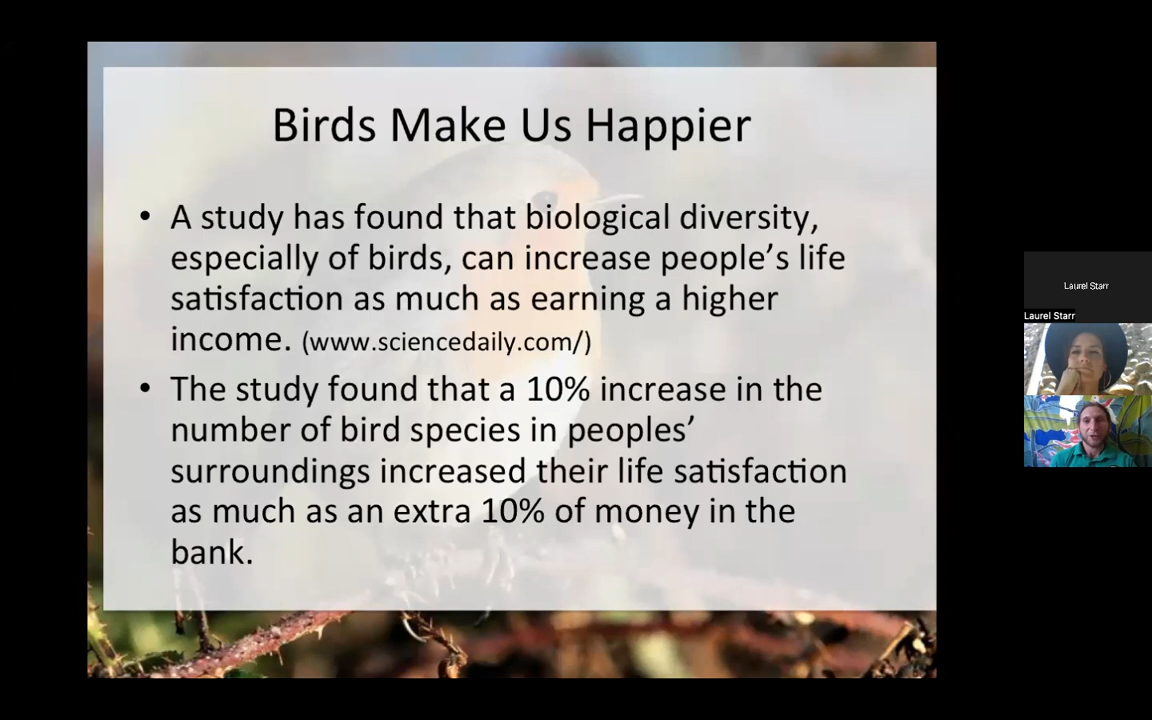 Birds Make Us Happier
• A study has found that biological diversity,
especially of birds, can increase people’s life
satisfaction as much as earning a higher
income. (www.sciencedaily.com/)
• The study found that a 10% increase in the
number of bird species in peoples’
surroundings increased their life satisfaction
as much as an extra 10% of money in the
bank.
Laurel Starr
Laurel Starr